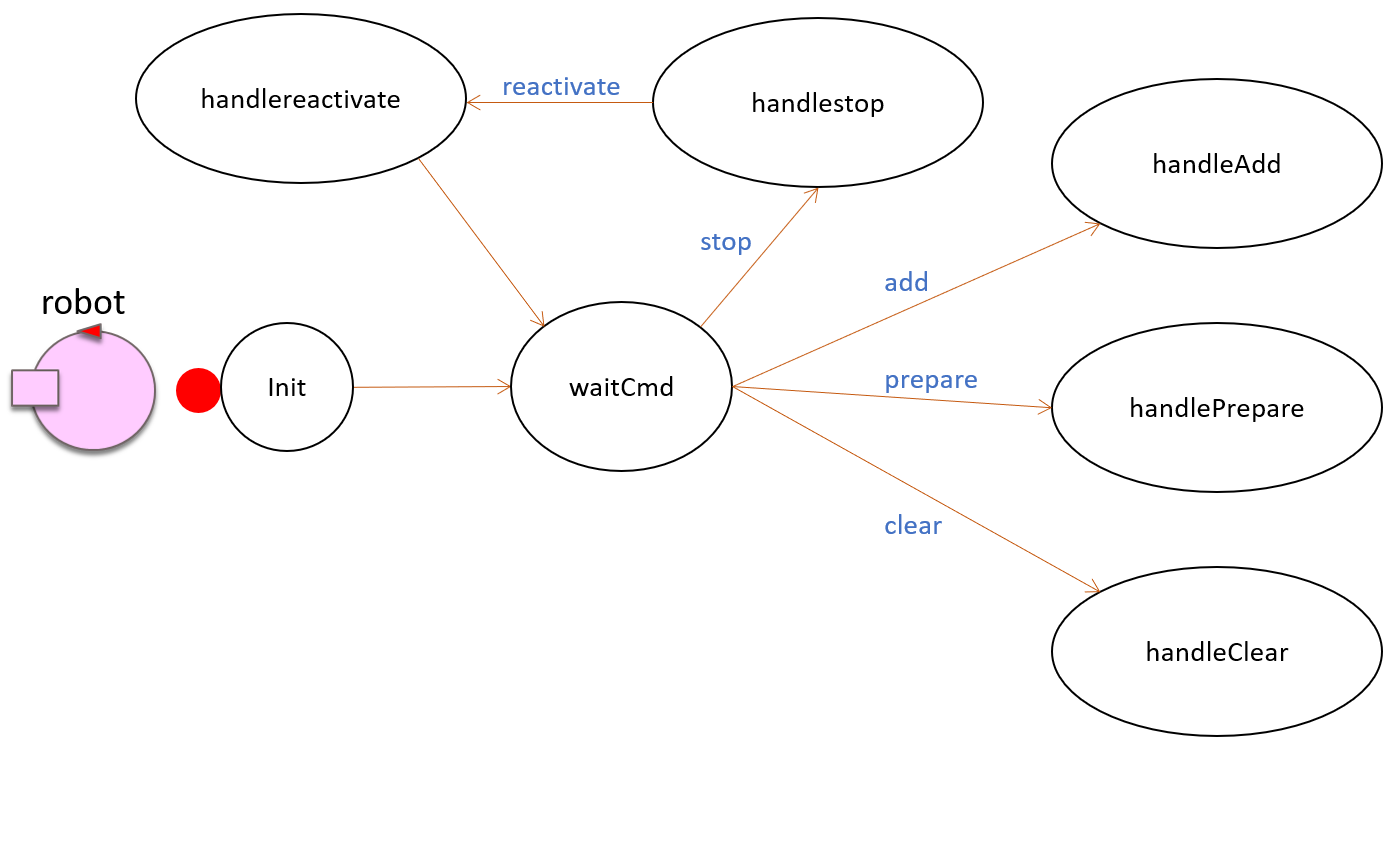 handlereactivate
reactivate
handlestop
handleAdd
stop
add
robot
Init
waitCmd
prepare
handlePrepare
clear
handleClear